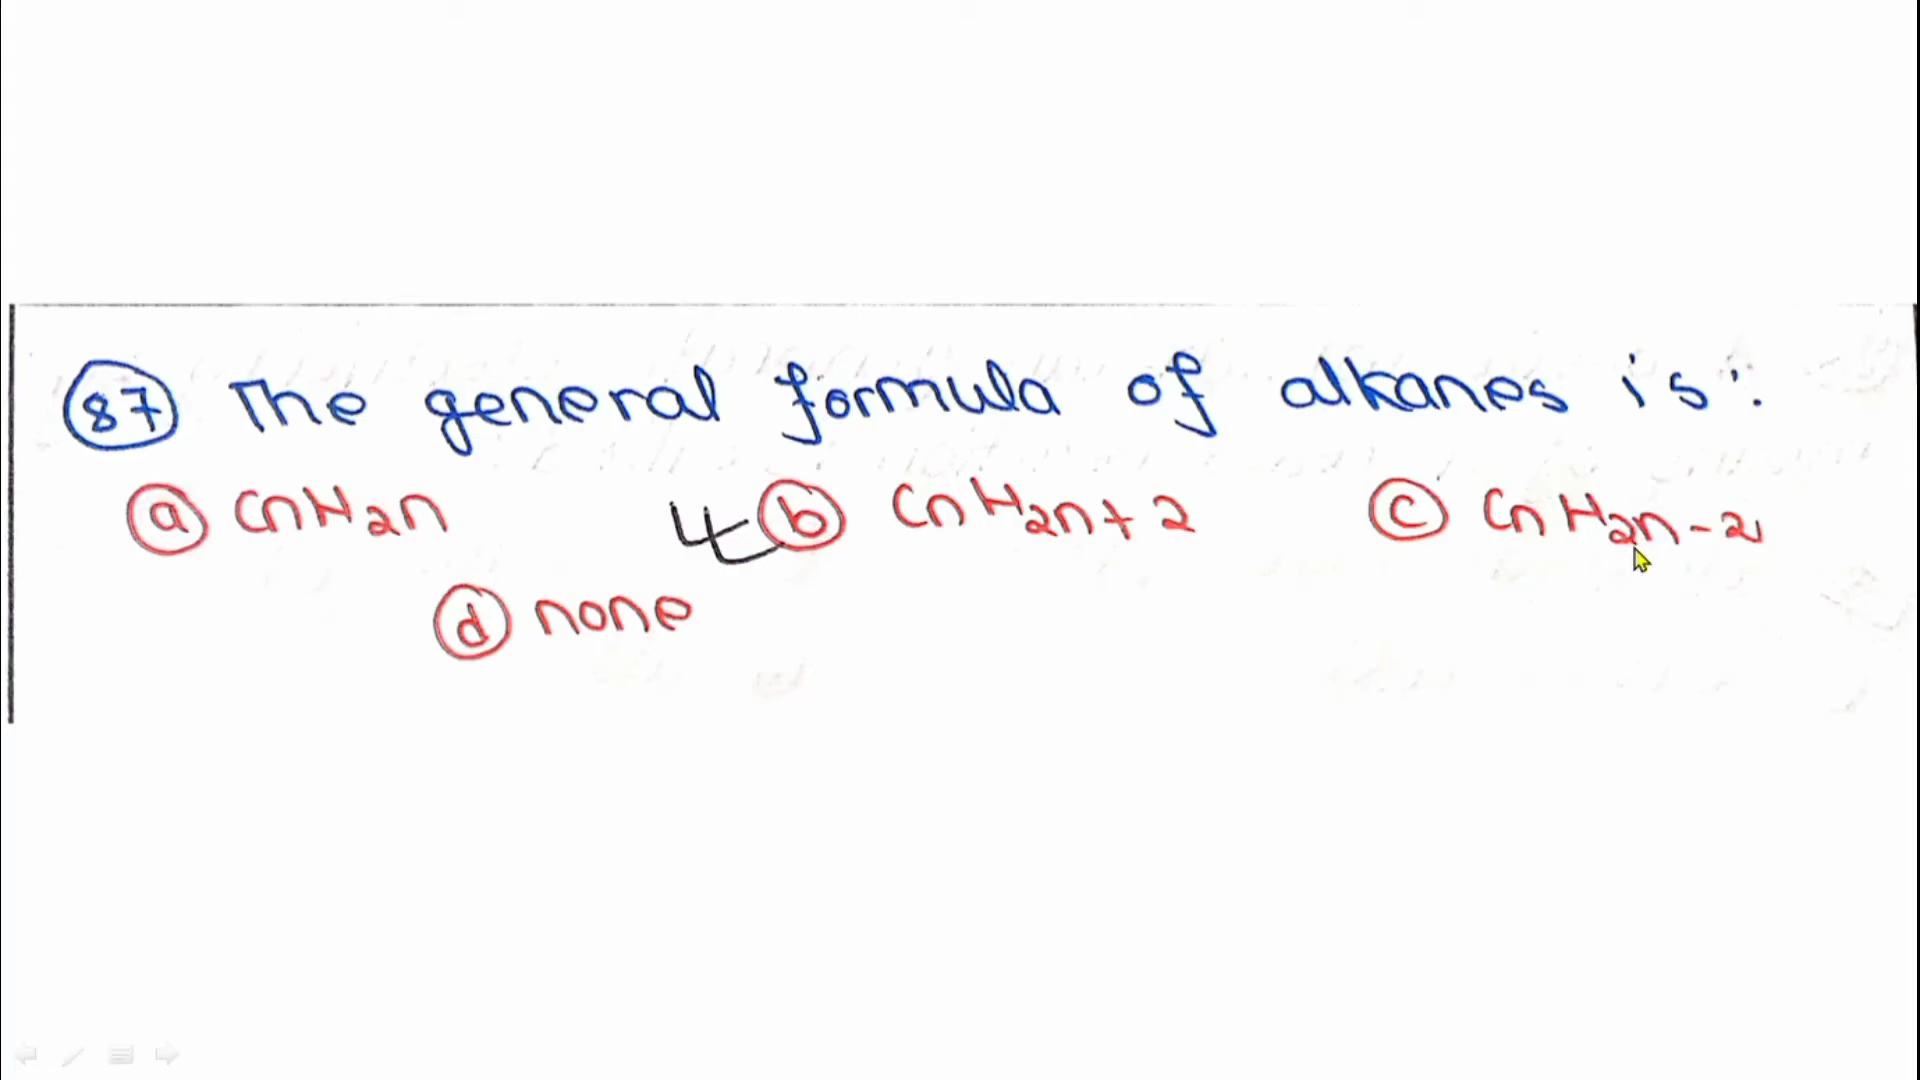 87 The general formula of alkanes is:
a CnH2n b CnH2n+2 c CnH2n-2
d none